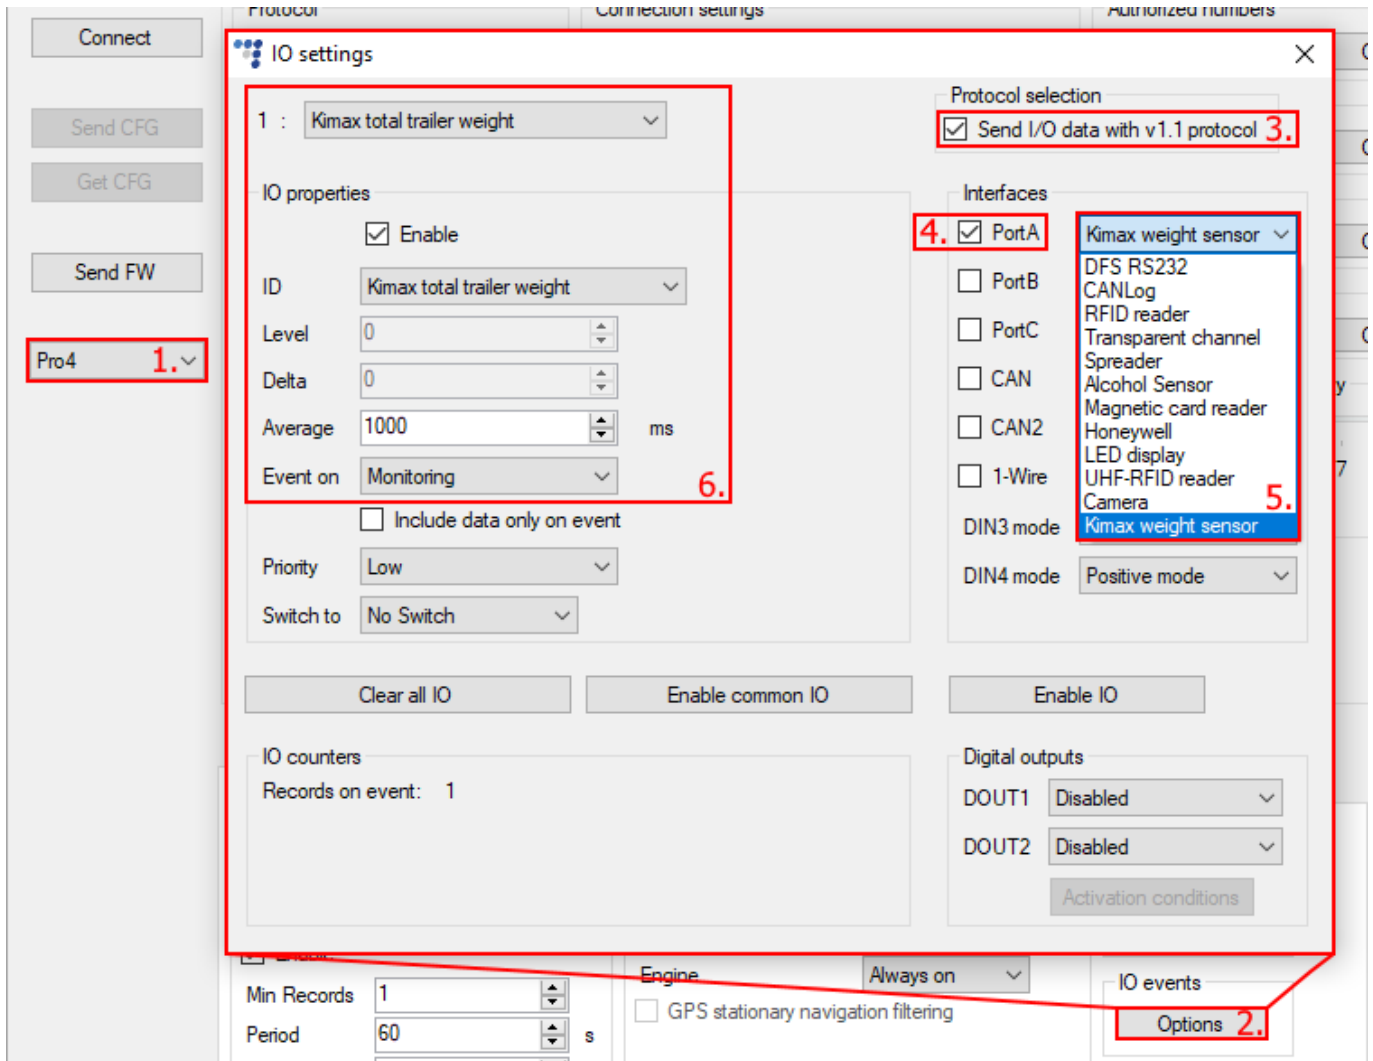 Protocol
Connection settings
Authorized numbers
Connect
Send CFG
Get CFG
Send FW
Pro4 1.
IO settings
1 : Kimax total trailer weight
Protocol selection
Send I/O data with v1.1 protocol 3.
IO properties
Enable
ID Kimax total trailer weight
Level 0
Delta 0
Average 1000 ms
Event on Monitoring
6.
Include data only on event
Priority Low
Switch to No Switch
Interfaces
4. PortA Kimax weight sensor
PortB
PortC
CAN
CAN2
1-Wire
DFS RS232
CANLog
RFID reader
Transparent channel
Spreader
Alcohol Sensor
Magnetic card reader
Honeywell
LED display
UHF-RFID reader
Camera 5.
Kimax weight sensor
DIN3 mode
DIN4 mode Positive mode
Clear all IO
Enable common IO
Enable IO
IO counters
Records on event: 1
Digital outputs
DOUT1 Disabled
DOUT2 Disabled
Activation conditions
y
7
Min Records 1
Period 60 s
Engine Always on
GPS stationary navigation filtering
IO events
Options 2.